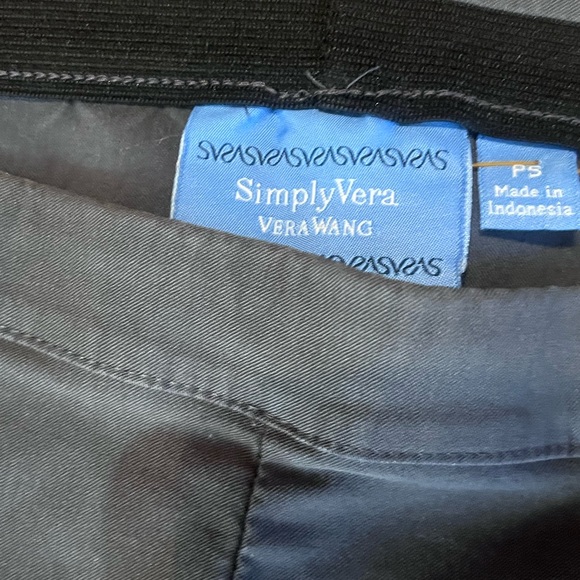 SimplyVera
VERA WANG
PS
Made in
Indonesia